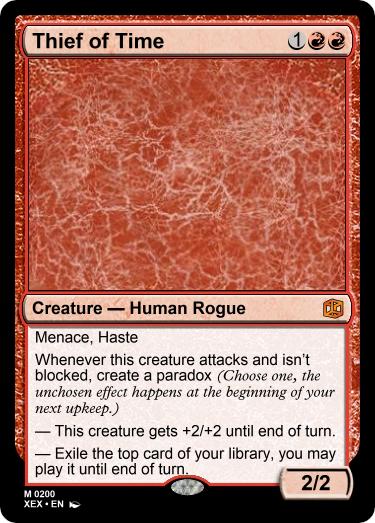 Thief of Time 1
Creature — Human Rogue
Menace, Haste
Whenever this creature attacks and isn't
blocked, create a paradox (Choose one, the
unchosen effect happens at the beginning of your
next upkeep.)
— This creature gets +2/+2 until end of turn.
— Exile the top card of your library, you may
play it until end of turn.
2/2
M 0200
XEX • EN